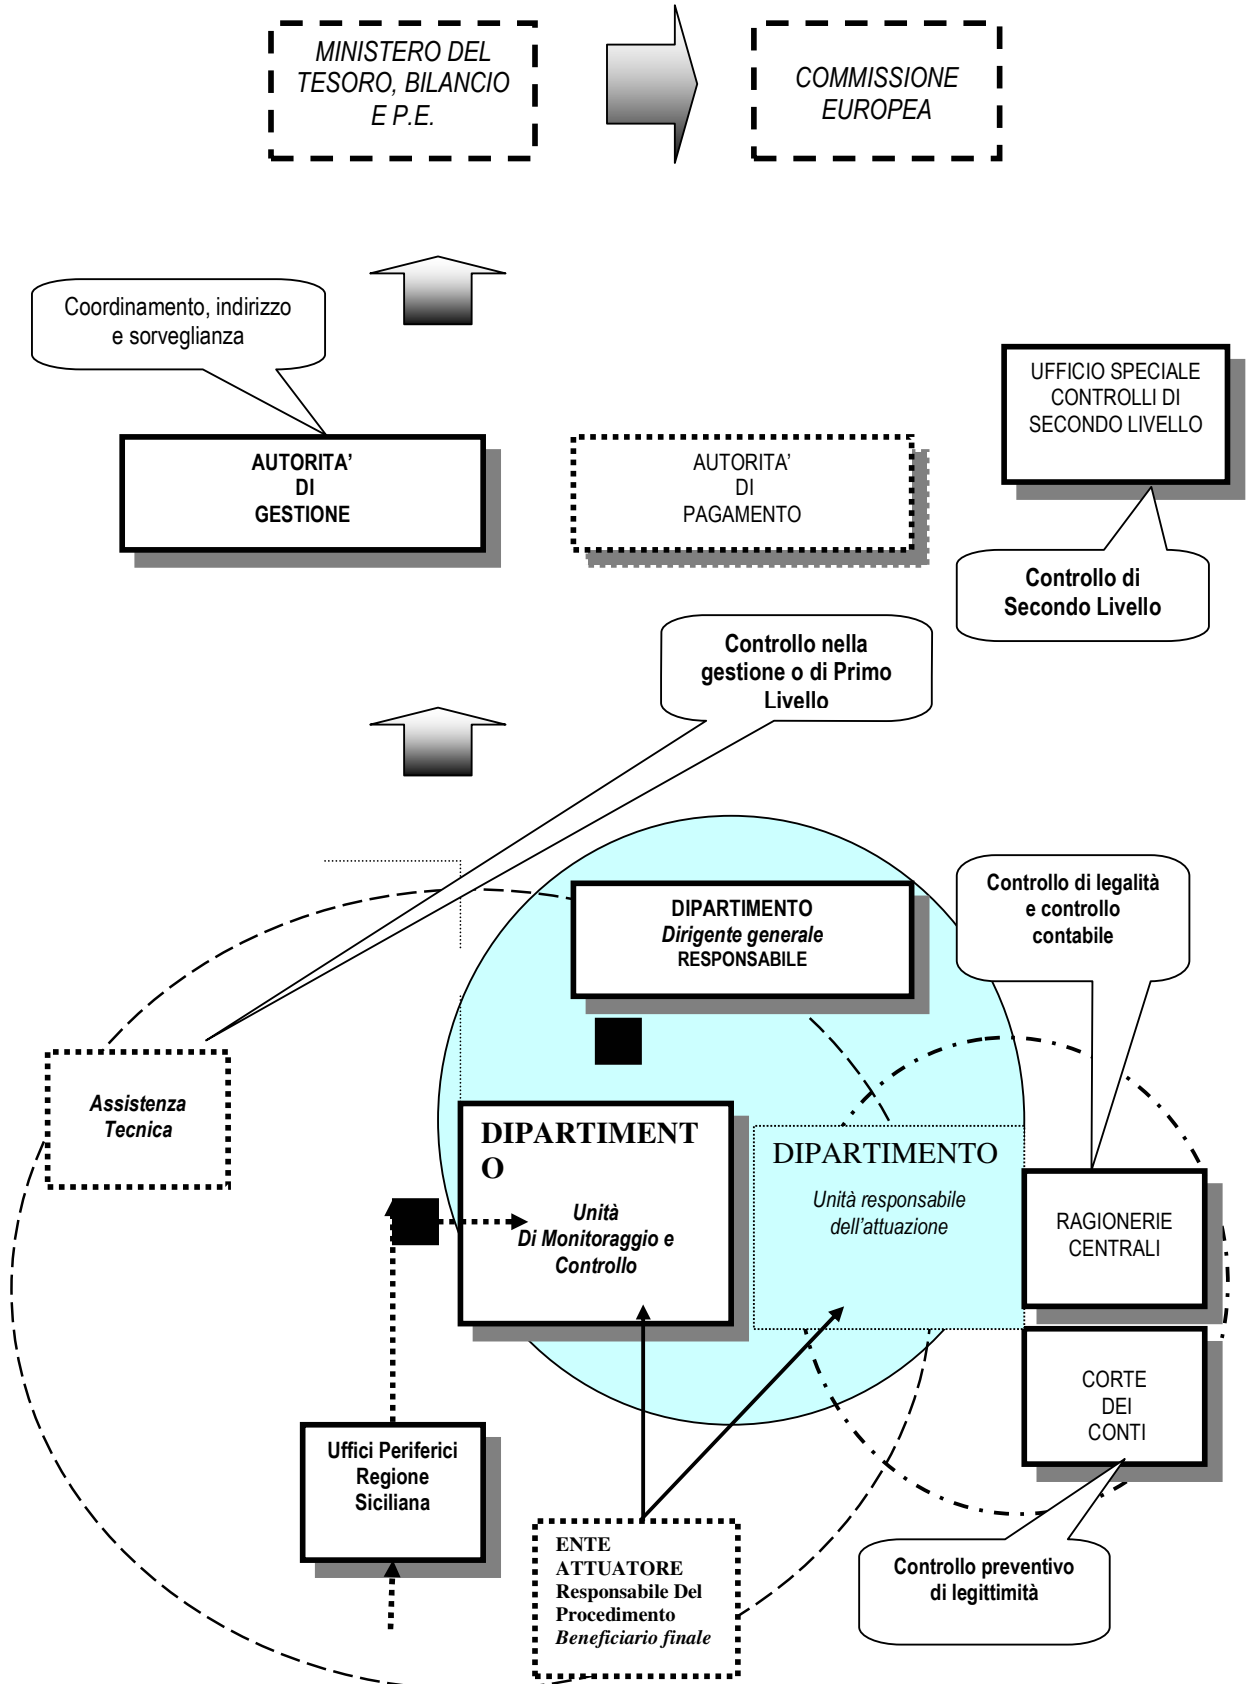 MINISTERO DEL
TESORO, BILANCIO
E P.E.
COMMISSIONE
EUROPEA
Coordinamento, indirizzo
e sorveglianza
UFFICIO SPECIALE
CONTROLLI DI
SECONDO LIVELLO
AUTORITA’
DI
GESTIONE
AUTORITA’
DI
PAGAMENTO
Controllo di
Secondo Livello
Controllo nella
gestione o di Primo
Livello
Controllo di legalità
e controllo
contabile
DIPARTIMENTO
Dirigente generale
RESPONSABILE
Assistenza
Tecnica
DIPARTIMENT
O
Unità
Di Monitoraggio e
Controllo
DIPARTIMENTO
Unità responsabile
dell’attuazione
RAGIONERIE
CENTRALI
CORTE
DEI
CONTI
Uffici Periferici
Regione
Siciliana
ENTE
ATTUATORE
Responsabile Del
Procedimento
Beneficiario finale
Controllo preventivo
di legittimità